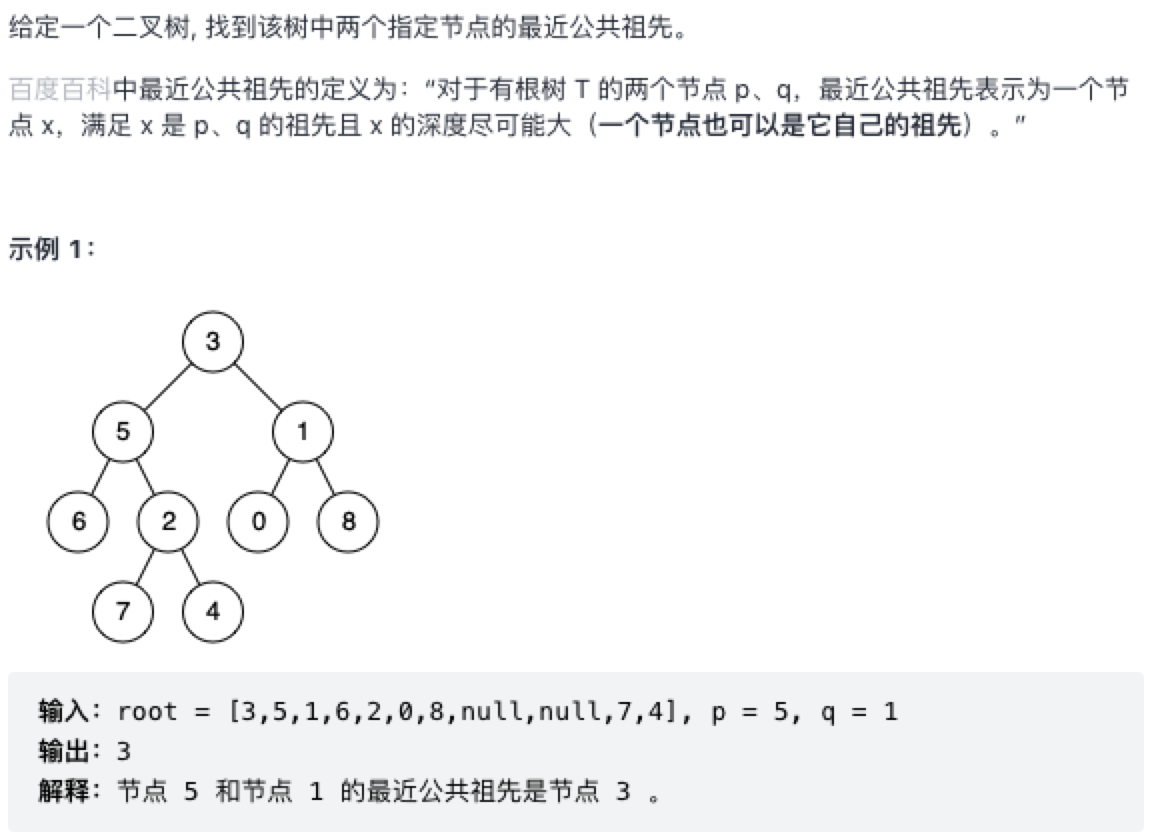 给定一个二叉树, 找到该树中两个指定节点的最近公共祖先。
百度百科中最近公共祖先的定义为：“对于有根树 T 的两个节点 p、q，最近公共祖先表示为一个节
点 x，满足 x 是 p、q 的祖先且 x 的深度尽可能大（一个节点也可以是它自己的祖先）。”
示例 1：
3
5 1
6 2 0 8
7 4
输入：root = [3,5,1,6,2,0,8,null,null,7,4], p = 5, q = 1
输出：3
解释：节点 5 和节点 1 的最近公共祖先是节点 3 。